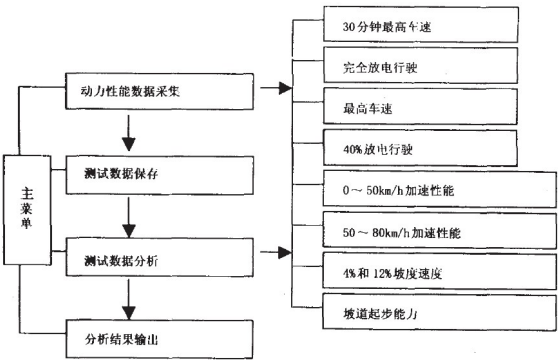 主菜单
动力性能数据采集
测试数据保存
测试数据分析
分析结果输出
30分钟最高车速
完全放电行驶
最高车速
40%放电行驶
0～50km/h加速性能
50～80km/h加速性能
4%和12%坡度速度
坡道起步能力